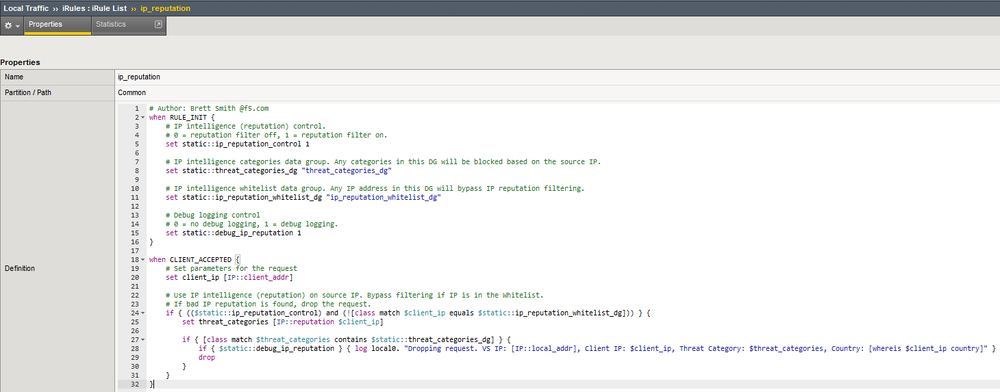 Local Traffic ›› iRules : iRule List ›› ip_reputation
Properties
Statistics
Properties
Name
ip_reputation
Partition / Path
Common
Definition
1 # Author: Brett Smith @f5.com
2 when RULE_INIT {
3     # IP intelligence (reputation) control.
4     # 0 = reputation filter off, 1 = reputation filter on.
5     set static::ip_reputation_control 1
6
7     # IP intelligence categories data group. Any categories in this DG will be blocked based on the source IP.
8     set static::threat_categories_dg "threat_categories_dg"
9
10     # IP intelligence whitelist data group. Any IP address in this DG will bypass IP reputation filtering.
11     set static::ip_reputation_whitelist_dg "ip_reputation_whitelist_dg"
12
13     # Debug logging control
14     # 0 = no debug logging, 1 = debug logging.
15     set static::debug_ip_reputation 1
16 }
17
18 when CLIENT_ACCEPTED {
19     # Set parameters for the request
20     set client_ip [IP::client_addr]
21
22     # Use IP intelligence (reputation) on source IP. Bypass filtering if IP is in the Whitelist.
23     # If bad IP reputation is found, drop the request.
24     if { (($static::ip_reputation_control) and (![class match $client_ip equals $static::ip_reputation_whitelist_dg])) } {
25         set threat_categories [IP::reputation $client_ip]
26
27         if { [class match $threat_categories contains $static::threat_categories_dg] } {
28             if { $static::debug_ip_reputation } { log local0. "Dropping request. VS IP: [IP::local_addr], Client IP: $client_ip, Threat Category: $threat_categories, Country: [whereis $client_ip country]" }
29             drop
30         }
31     }
32 }